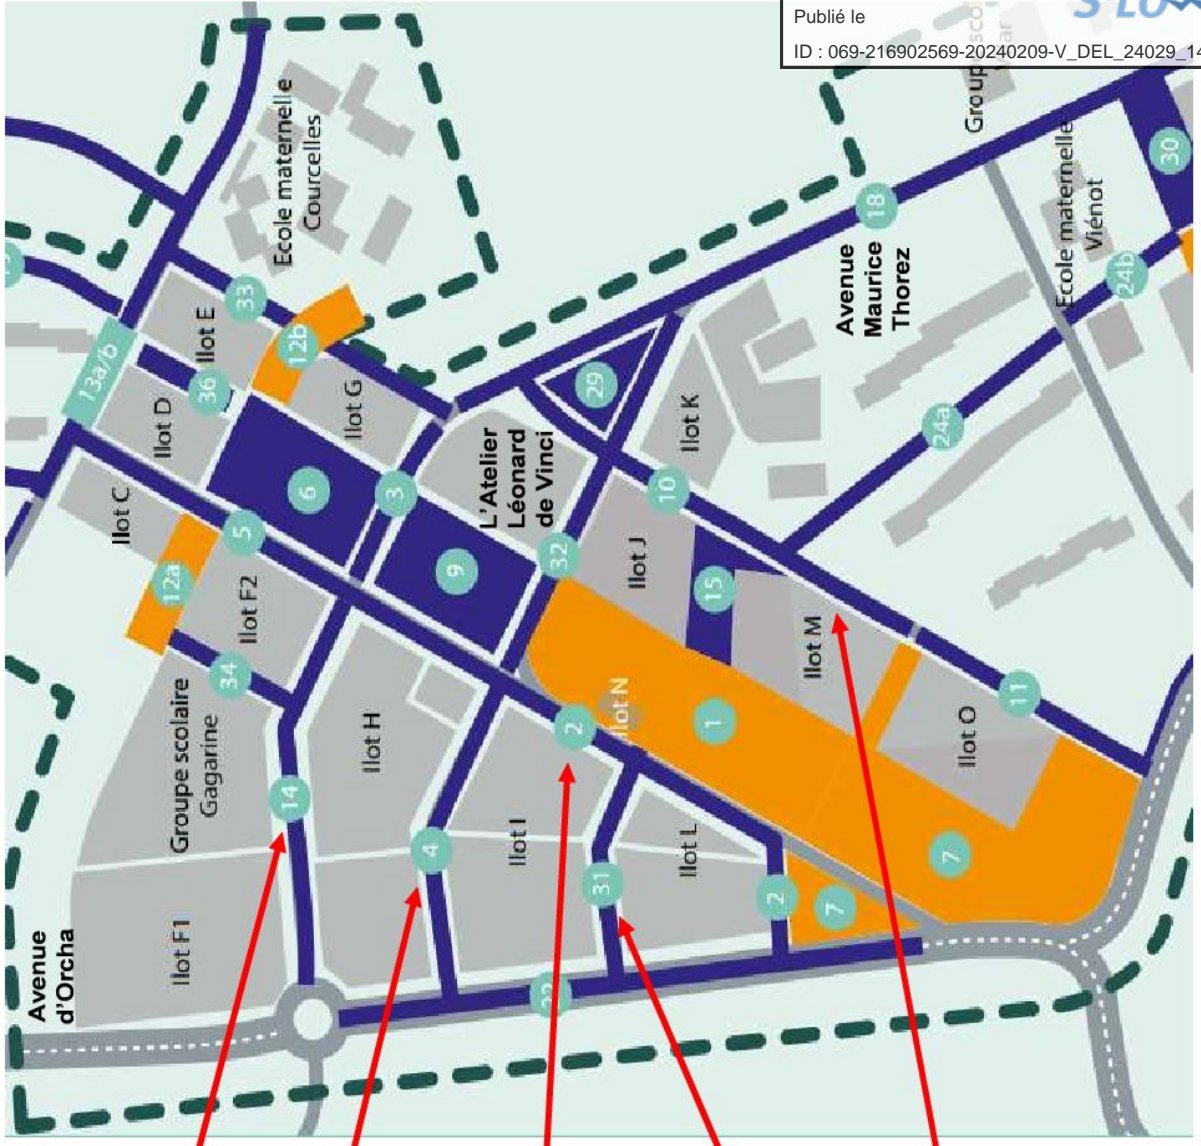 Publié le
S LO
ID : 069-216902569-20240209-V_DEL_24029_14
Ecole maternelle
Courcelles
30
18
Ecole maternelle
Viénot
Avenue
Maurice
Thorez
24b
33
Ilot E
12b
13a/b
36
Ilot D
Ilot G
29
Ilot K
24a
L'Atelier
Léonard
de Vinci
Ilot C
6
3
10
5
12a
9
32
Ilot J
15
Ilot F2
34
Ilot M
Ilot N
1
2
11
Ilot O
Groupe scolaire
Gagarine
Ilot H
14
4
Ilot I
31
Ilot L
2
7
7
Ilot F1
Avenue
d'Orcha